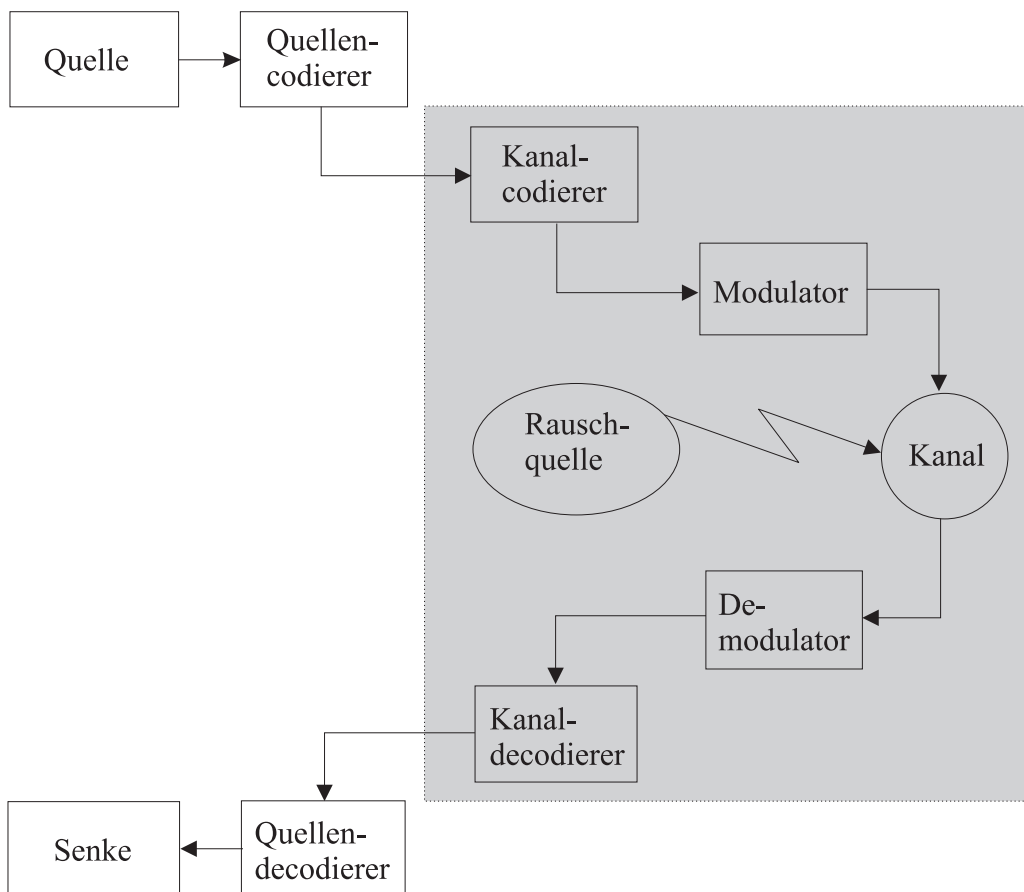 Quelle
Quellen-
codierer
Kanal-
codierer
Modulator
Rausch-
quelle
Kanal
De-
modulator
Kanal-
decodierer
Quellen-
decodierer
Senke